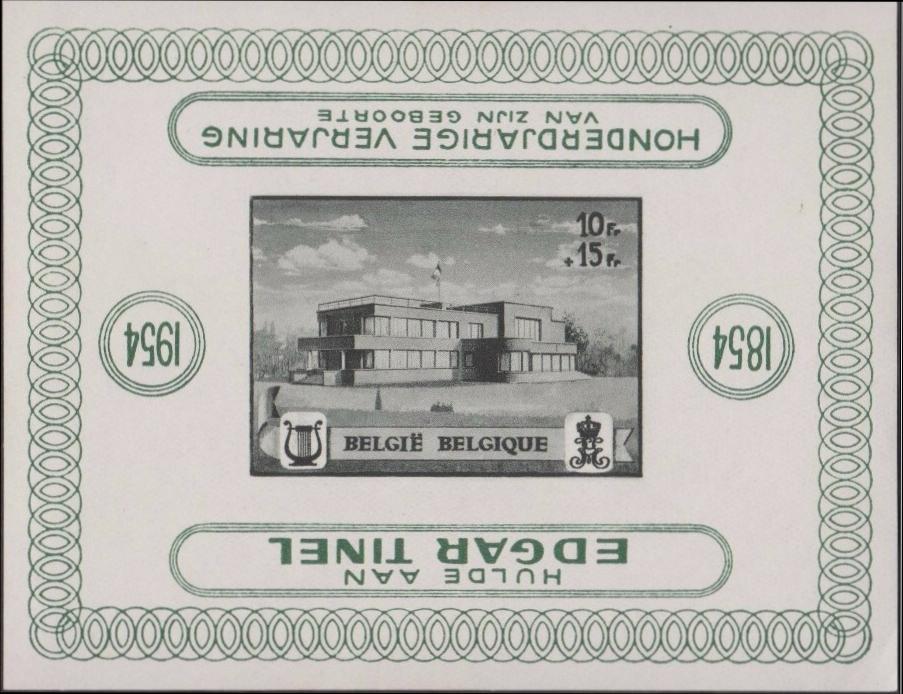 HULDE AAN
EDGAR TINEL
1854
1954
10 Fr
+15 Fr
BELGIË BELGIQUE
HONDERDJARIGE VERJARING
VAN ZIJN GEBOORTE